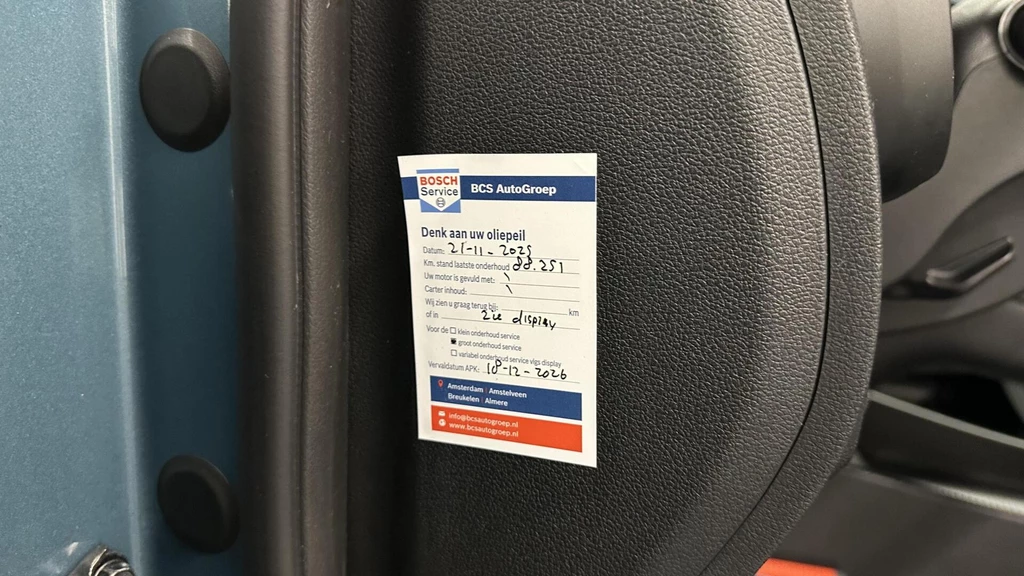 BOSCH
Service
BCS AutoGroep
Denk aan uw oliepeil
Datum: 21-11-2025
Km. stand laatste onderhoud 88.251
Uw motor is gevuld met: \
Carter inhoud: \
Wij zien u graag terug bij: km
of in zie display
Voor de klein onderhoud service
groot onderhoud service
variabel onderhoud service vlgs display
Vervaldatum APK: 18-12-2026
Amsterdam | Amstelveen
Breukelen | Almere
info@bcsautogroep.nl
www.bcsautogroep.nl